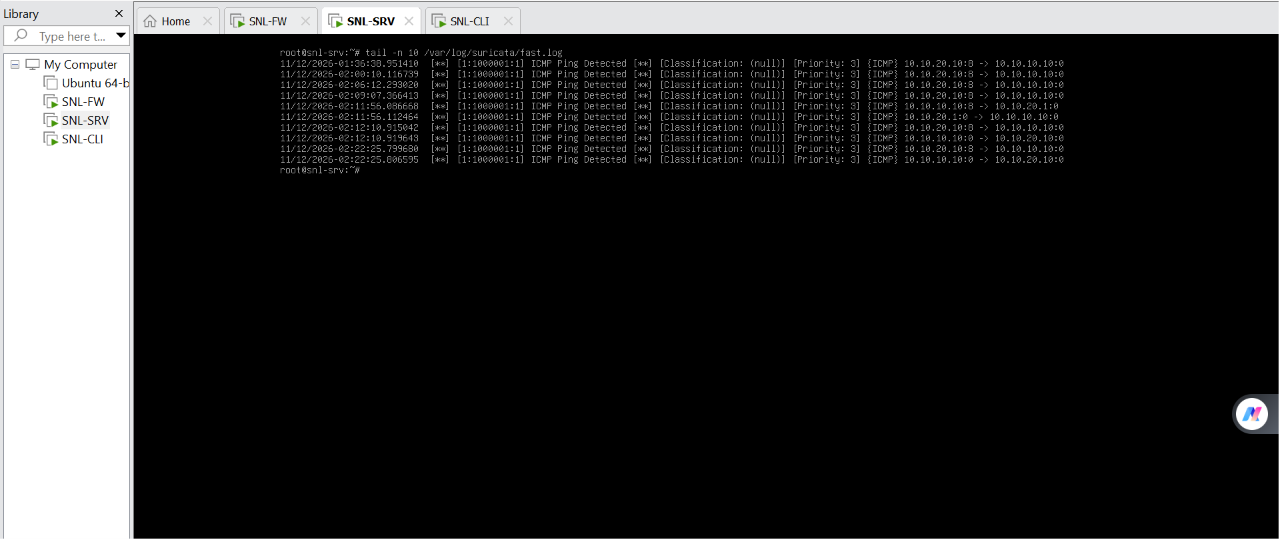 Library
Type here t...
My Computer
Ubuntu 64-b
SNL-FW
SNL-SRV
SNL-CLI
Home
SNL-FW
SNL-SRV
SNL-CLI
root@snl-srv:~# tail -n 10 /var/log/suricata/fast.log
11/12/2026-01:36:38.951410 [**] [1:1000001:1] ICMP Ping Detected [**] [Classification: (null)] [Priority: 3] {ICMP} 10.10.20.10:8 -> 10.10.10.10:0
11/12/2026-02:00:10.116739 [**] [1:1000001:1] ICMP Ping Detected [**] [Classification: (null)] [Priority: 3] {ICMP} 10.10.20.10:8 -> 10.10.10.10:0
11/12/2026-02:06:12.293020 [**] [1:1000001:1] ICMP Ping Detected [**] [Classification: (null)] [Priority: 3] {ICMP} 10.10.20.10:8 -> 10.10.10.10:0
11/12/2026-02:09:07.366413 [**] [1:1000001:1] ICMP Ping Detected [**] [Classification: (null)] [Priority: 3] {ICMP} 10.10.20.10:8 -> 10.10.10.10:0
11/12/2026-02:11:56.086668 [**] [1:1000001:1] ICMP Ping Detected [**] [Classification: (null)] [Priority: 3] {ICMP} 10.10.10.10:8 -> 10.10.20.1:0
11/12/2026-02:11:56.112464 [**] [1:1000001:1] ICMP Ping Detected [**] [Classification: (null)] [Priority: 3] {ICMP} 10.10.20.1:0 -> 10.10.10.10:0
11/12/2026-02:12:10.915042 [**] [1:1000001:1] ICMP Ping Detected [**] [Classification: (null)] [Priority: 3] {ICMP} 10.10.20.10:8 -> 10.10.10.10:0
11/12/2026-02:12:10.919643 [**] [1:1000001:1] ICMP Ping Detected [**] [Classification: (null)] [Priority: 3] {ICMP} 10.10.10.10:0 -> 10.10.20.10:0
11/12/2026-02:22:25.799680 [**] [1:1000001:1] ICMP Ping Detected [**] [Classification: (null)] [Priority: 3] {ICMP} 10.10.20.10:8 -> 10.10.10.10:0
11/12/2026-02:22:25.806595 [**] [1:1000001:1] ICMP Ping Detected [**] [Classification: (null)] [Priority: 3] {ICMP} 10.10.10.10:0 -> 10.10.20.10:0
root@snl-srv:~#